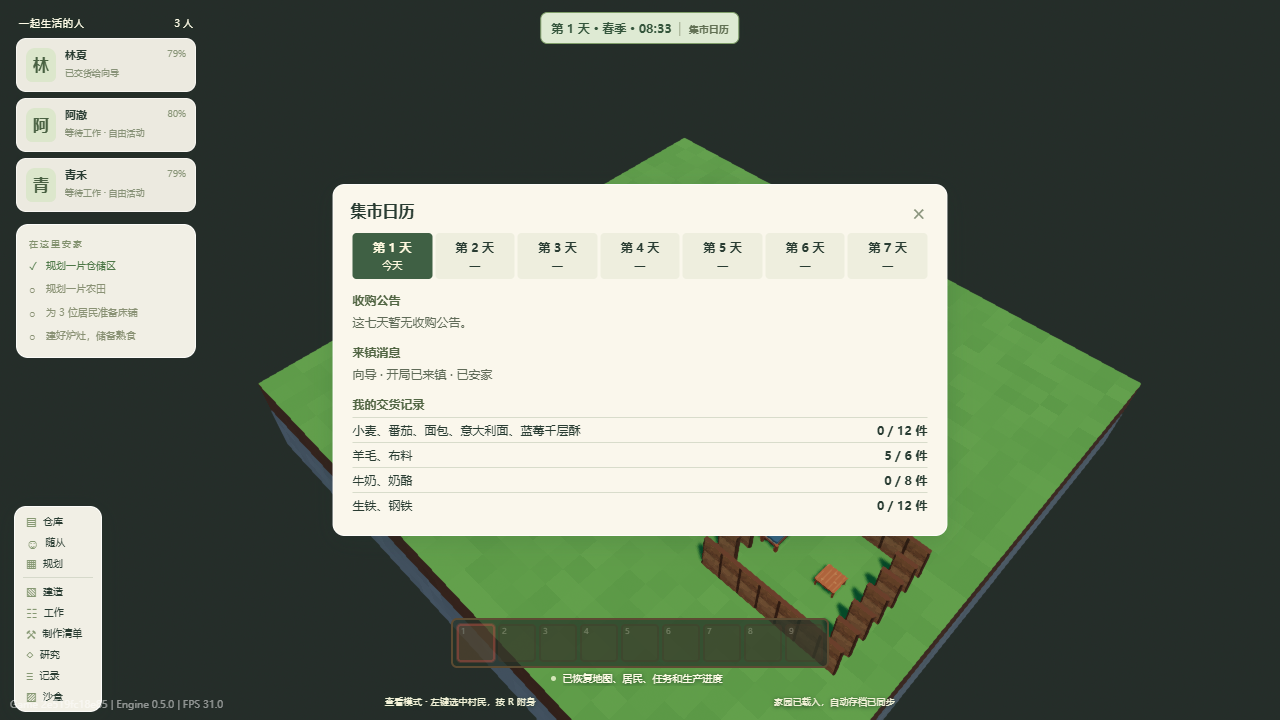 一起生活的人 3 人
林 林夏 79%
已交货给向导
阿 阿澈 80%
等待工作 · 自由活动
青 青禾 79%
等待工作 · 自由活动
在这里安家
✓ 规划一片仓储区
○ 规划一片农田
○ 为 3 位居民准备床铺
○ 建好炉灶，储备熟食
第 1 天 • 春季 • 08:33 | 集市日历
集市日历 ×
第 1 天 第 2 天 第 3 天 第 4 天 第 5 天 第 6 天 第 7 天
今天 — — — — — —
收购公告
这七天暂无收购公告。
来镇消息
向导 · 开局已来镇 · 已安家
我的交货记录
小麦、番茄、面包、意大利面、蓝莓千层酥 0 / 12 件
羊毛、布料 5 / 6 件
牛奶、奶酪 0 / 8 件
生铁、钢铁 0 / 12 件
仓库
随从
规划
建造
工作
制作清单
研究
记录
沙盒
1 2 3 4 5 6 7 8 9
已恢复地图、居民、任务和生产进度
查看模式 · 左键选中村民，按 R 附身
家园已载入，自动存档已同步
5 | Engine 0.5.0 | FPS 31.0